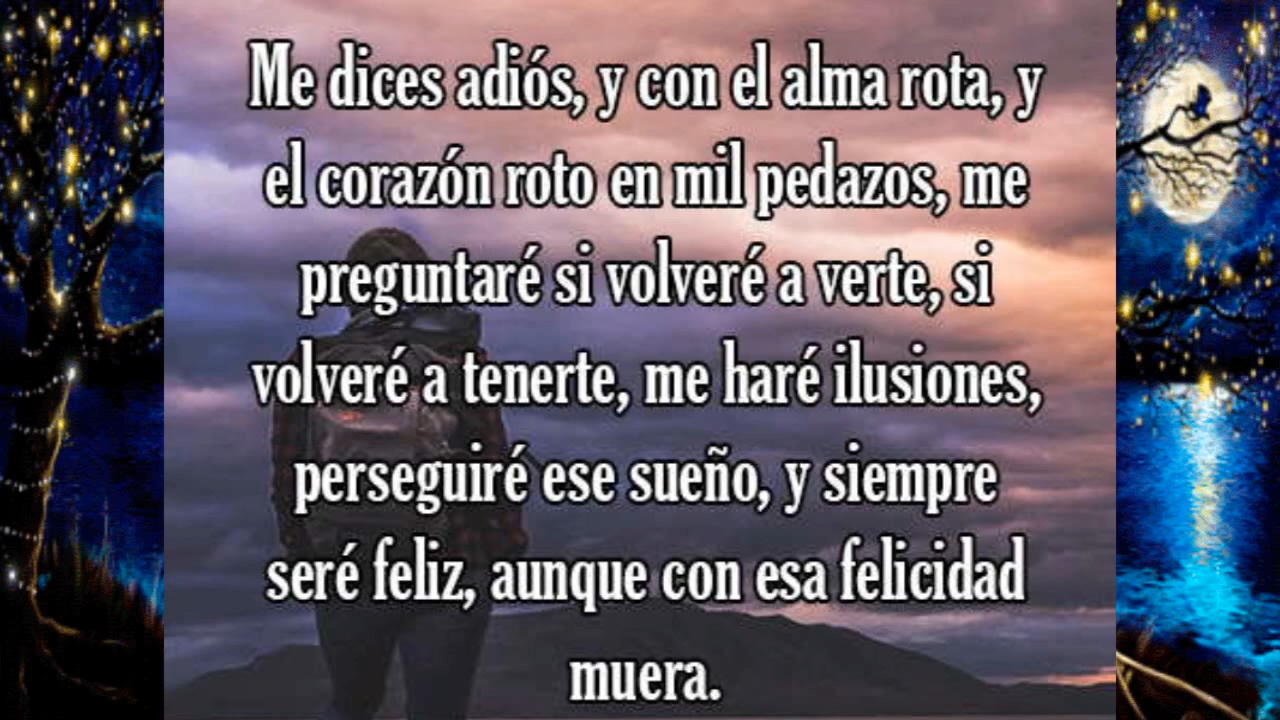 Me dices adiós, y con el alma rota, y
el corazón roto en mil pedazos, me
preguntaré si volveré a verte, si
volveré a tenerte, me haré ilusiones,
perseguiré ese sueño, y siempre
seré feliz, aunque con esa felicidad
muera.